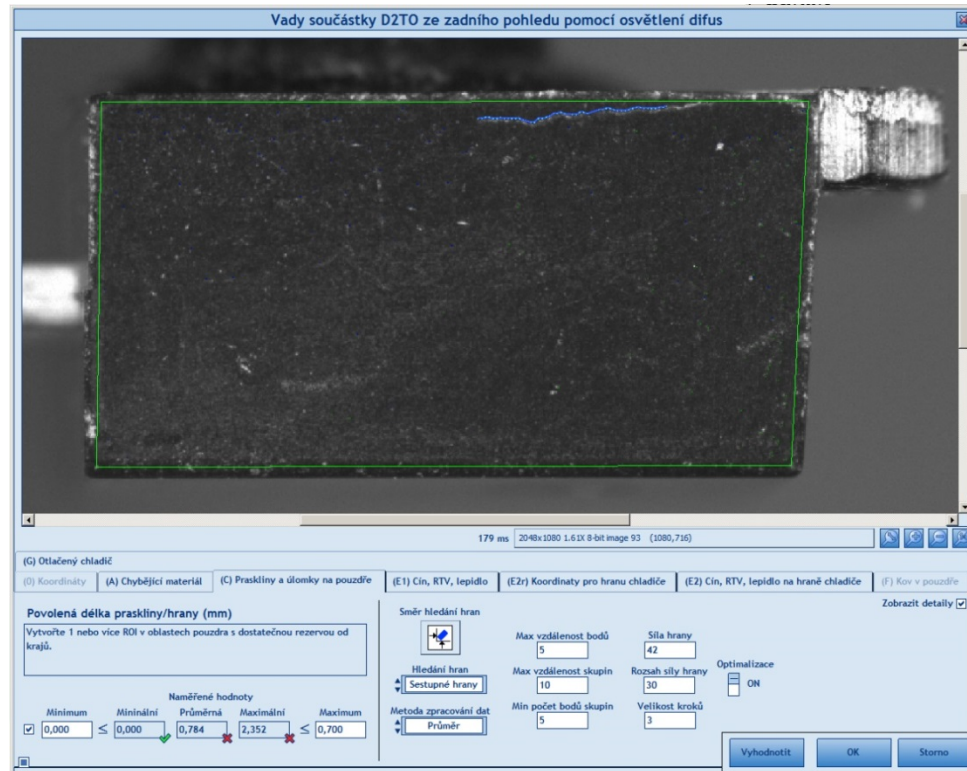 Vady součástky D2TO ze zadního pohledu pomocí osvětlení difus
179 ms 2048x1080 1.61X 8-bit image 93 (1080,716)
(G) Otlačený chladič
(0) Koordináty (A) Chybějící materiál (C) Praskliny a úlomky na pouzdře (E1) Cín, RTV, lepidlo (E2r) Koordinaty pro hranu chladiče (E2) Cín, RTV, lepidlo na hraně chladiče (F) Kov v pouzdře
Zobrazit detaily
Povolená délka praskliny/hrany (mm)
Vytvořte 1 nebo více ROI v oblastech pouzdra s dostatečnou rezervou od
krajů.
Naměřené hodnoty
Minimum Mininální Průměrná Maximální Maximum
0,000 ≤ 0,000 0,784 2,352 ≤ 0,700
Směr hledání hran
Hledání hran
Sestupné hrany
Metoda zpracování dat
Průměr
Max vzdálenost bodů
5
Max vzdálenost skupin
10
Min počet bodů skupin
5
Síla hrany
42
Rozsah síly hrany
30
Velikost kroků
3
Optimalizace
ON
Vyhodnotit OK Storno